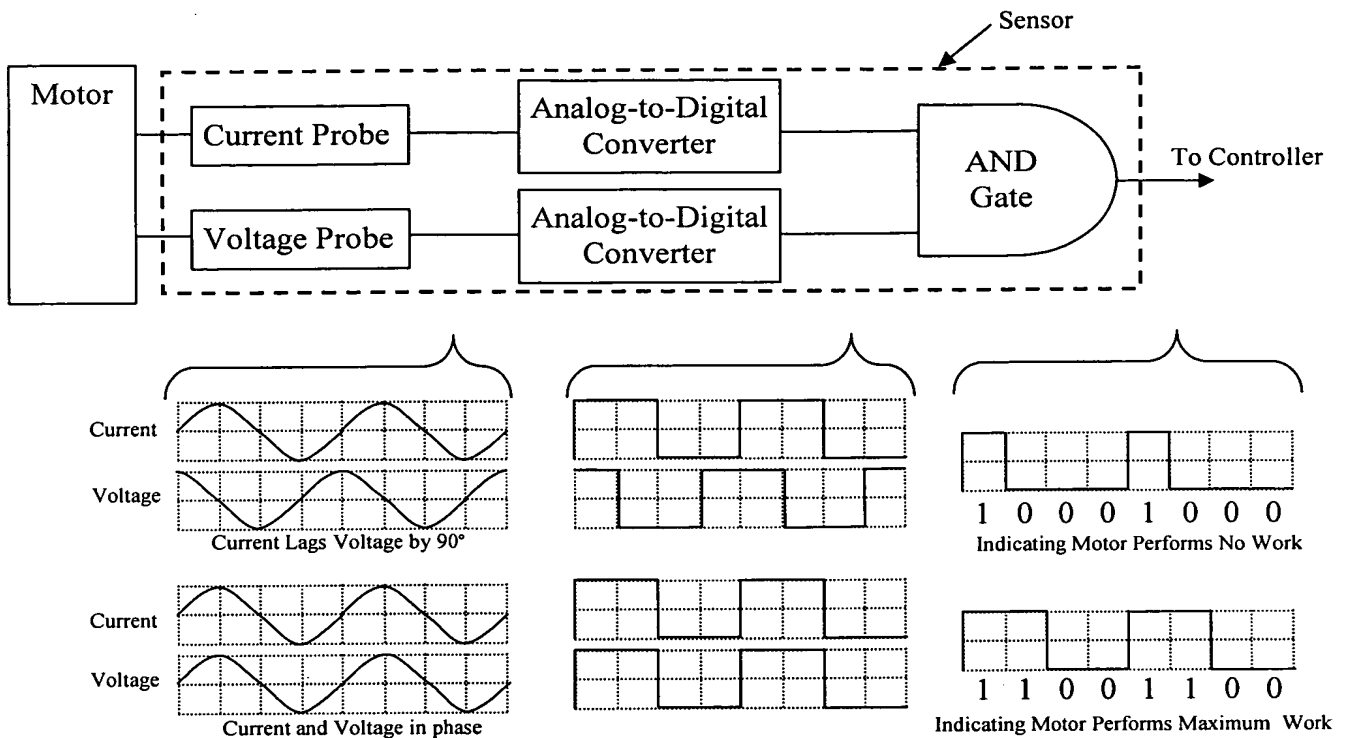 Sensor
Motor
Current Probe
Analog-to-Digital
Converter
AND
Gate
To Controller
Voltage Probe
Analog-to-Digital
Converter
Current
Voltage
Current Lags Voltage by 90°
1 0 0 0 1 0 0 0
Indicating Motor Performs No Work
Current
Voltage
Current and Voltage in phase
1 1 0 0 1 1 0 0
Indicating Motor Performs Maximum Work